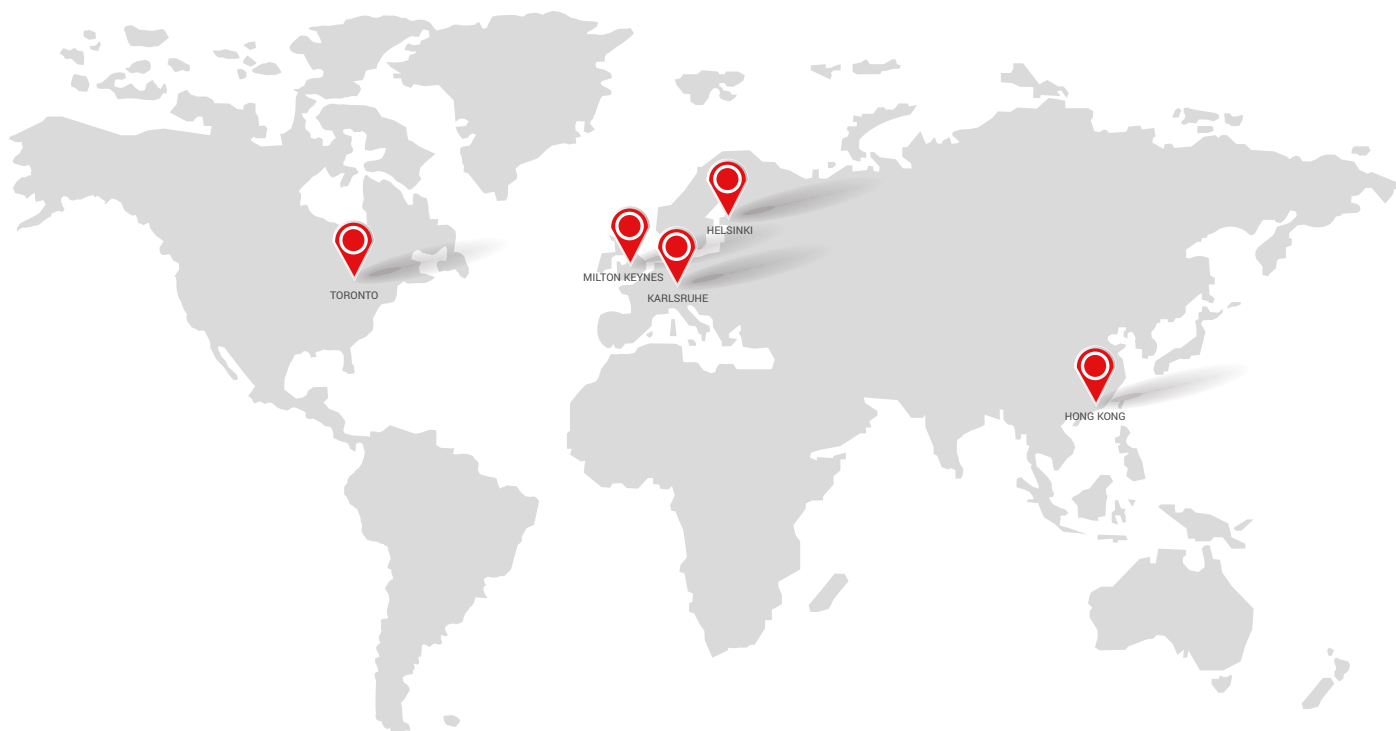 HELSINKI
MILTON KEYNES
KARLSRUHE
TORONTO
HONG KONG